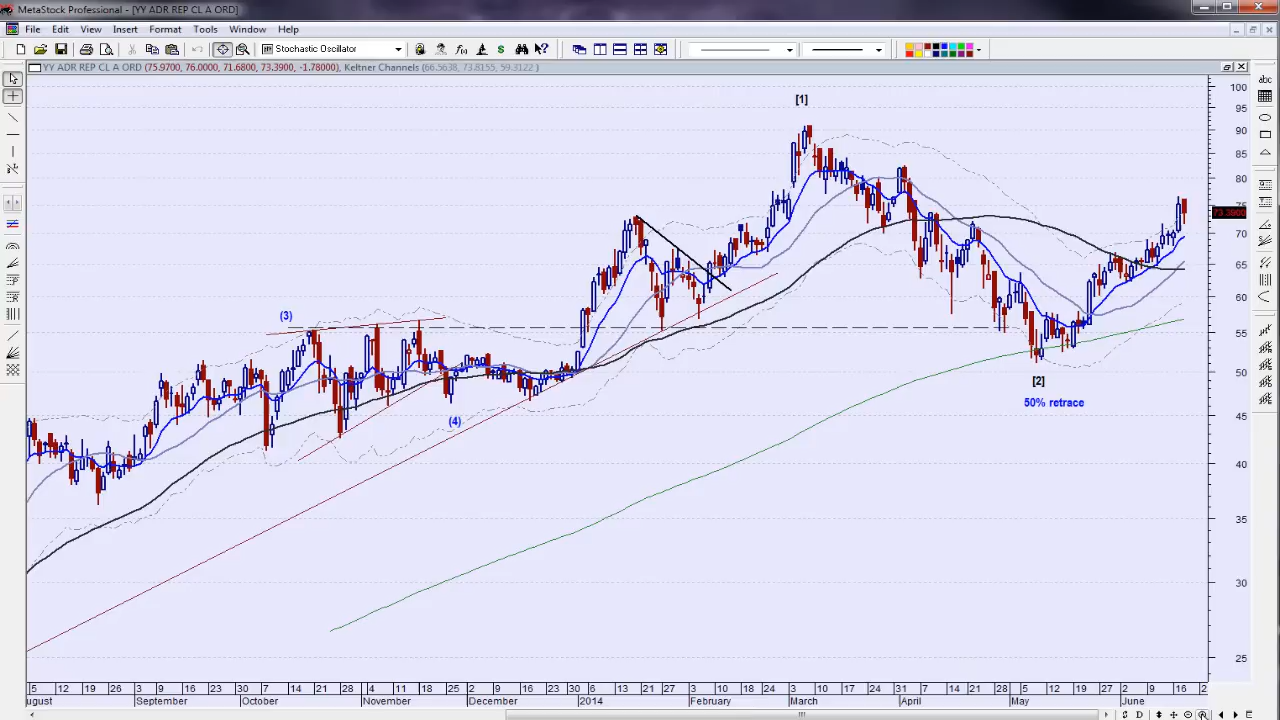 MetaStock Professional - [YY ADR REP CL A ORD]
File Edit View Insert Format Tools Window Help
Stochastic Oscillator
YY ADR REP CL A ORD (75.9700, 76.0000, 71.6800, 73.3900, -1.78000), Keltner Channels (66.5638, 73.8155, 59.3122 )
abc
[1]
100
95
90
85
80
75
73.3900
70
65
60
55
50
45
40
35
30
25
(3)
(4)
[2]
50% retrace
5 12 19 26 3 9 16 23 30 7 14 21 28 4 11 18 25 2 9 16 23 30 6 13 21 27 3 10 18 24 3 10 17 24 31 7 14 21 28 5 12 19 27 2 9 16 2
ugust September October November December 2014 February March April May June